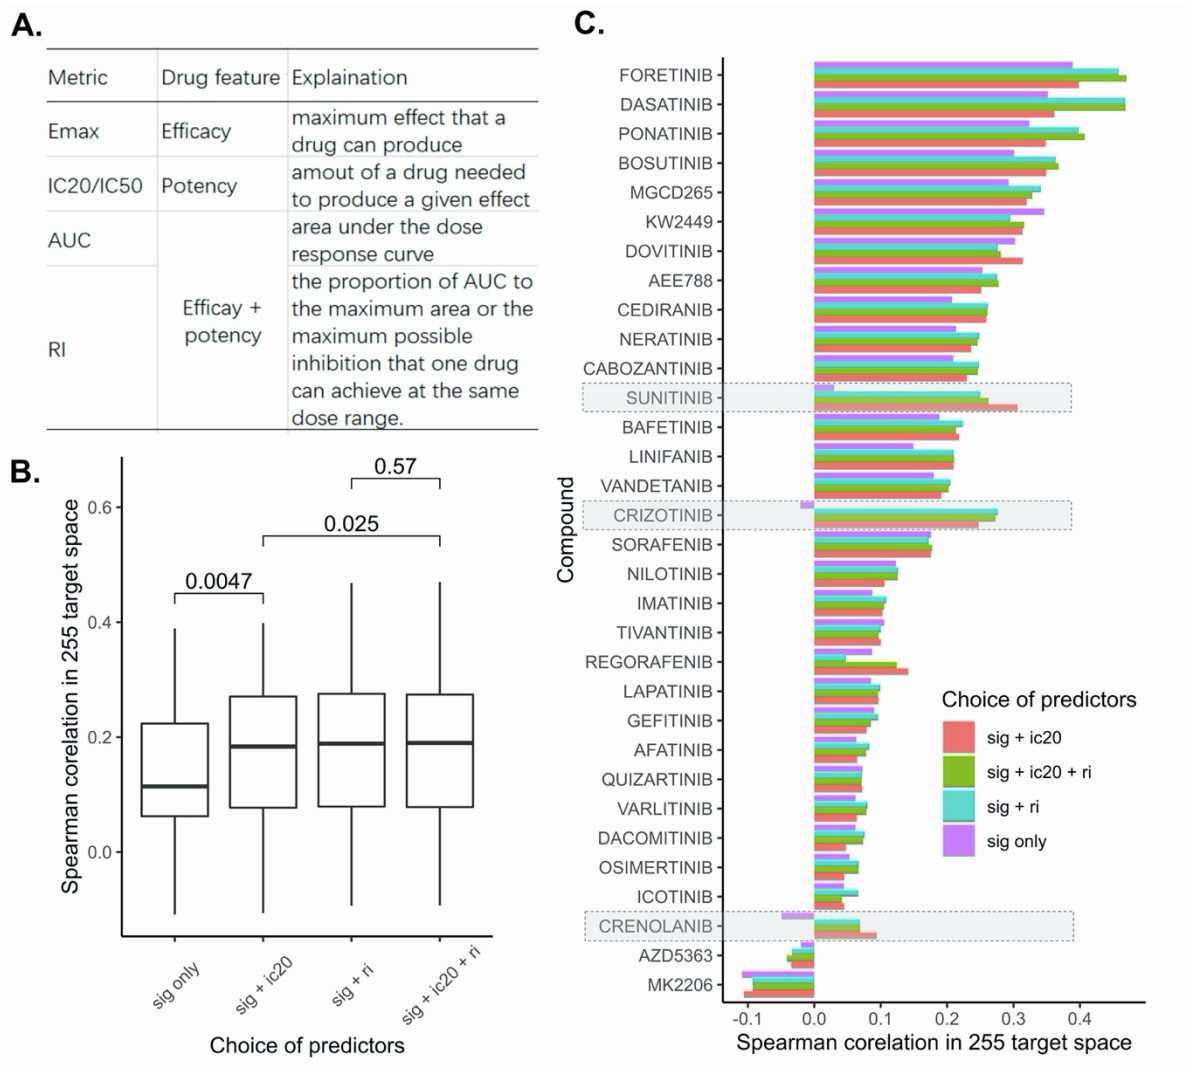 A.
Metric Drug feature Explaination
Emax Efficacy maximum effect that a
drug can produce
IC20/IC50 Potency amout of a drug needed
to produce a given effect
AUC area under the dose
response curve
RI Efficay +
potency
the proportion of AUC to
the maximum area or the
maximum possible
inhibition that one drug
can achieve at the same
dose range.
B.
Spearman corelation in 255 target space
0.6
0.4
0.2
0.0
0.0047
0.025
0.57
sig only
sig + ic20
sig + ri
sig + ic20 + ri
Choice of predictors
C.
Compound
FORETINIB
DASATINIB
PONATINIB
BOSUTINIB
MGCD265
KW2449
DOVITINIB
AEE788
CEDIRANIB
NERATINIB
CABOZANTINIB
SUNITINIB
BAFETINIB
LINIFANIB
VANDETANIB
CRIZOTINIB
SORAFENIB
NILOTINIB
IMATINIB
TIVANTINIB
REGORAFENIB
LAPATINIB
GEFITINIB
AFATINIB
QUIZARTINIB
VARLITINIB
DACOMITINIB
OSIMERTINIB
ICOTINIB
CRENOLANIB
AZD5363
MK2206
Choice of predictors
sig + ic20
sig + ic20 + ri
sig + ri
sig only
-0.1 0.0 0.1 0.2 0.3 0.4
Spearman corelation in 255 target space